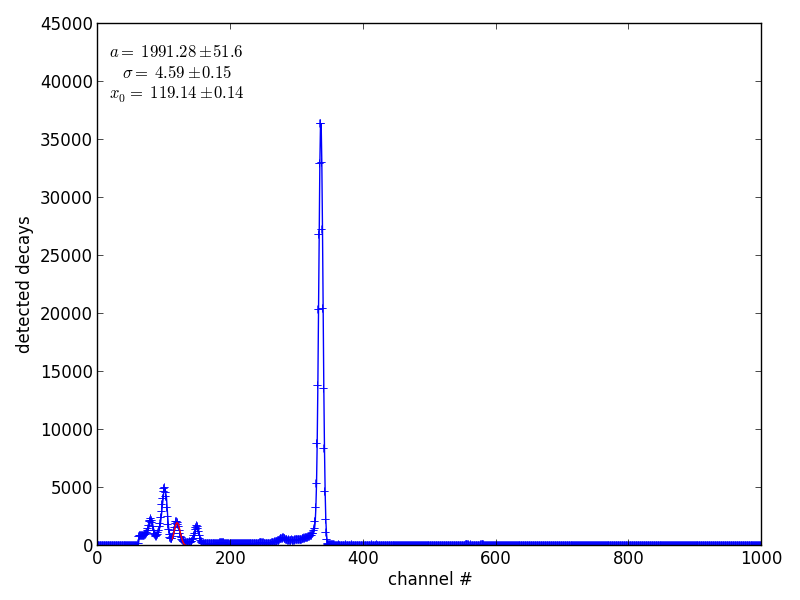 45000
a = 1991.28 ±51.6
σ = 4.59 ±0.15
40000
x₀ = 119.14 ±0.14
35000
30000
25000
detected decays
20000
15000
10000
5000
0
0 200 400 600 800 1000
channel #